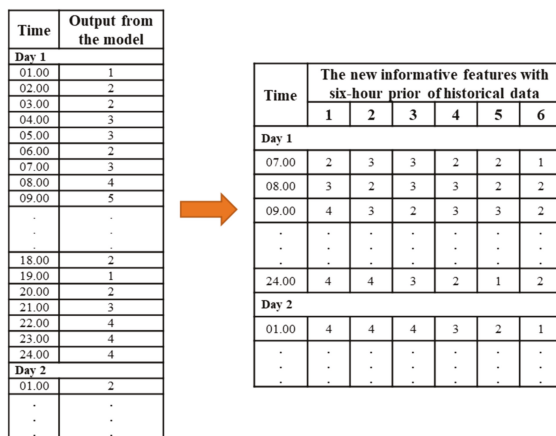 Time Output from the model
Day 1
01.00 1
02.00 2
03.00 2
04.00 3
05.00 3
06.00 2
07.00 3
08.00 4
09.00 5
. .
. .
. .
18.00 2
19.00 1
20.00 2
21.00 3
22.00 4
23.00 4
24.00 4
Day 2
01.00 2
. .
. .
. .
Time The new informative features with
six-hour prior of historical data
1 2 3 4 5 6
Day 1
07.00 2 3 3 2 2 1
08.00 3 2 3 3 2 2
09.00 4 3 2 3 3 2
. . . . . . .
. . . . . . .
. . . . . . .
24.00 4 4 3 2 1 2
Day 2
01.00 4 4 4 3 2 1
. . . . . . .
. . . . . . .
. . . . . . .